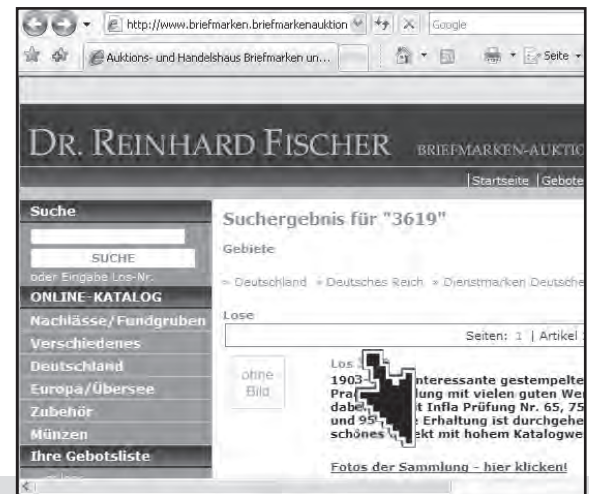 http://www.briefmarken.briefmarkenauktion
Google
Auktions- und Handelshaus Briefmarken un...
Seite
DR. REINHARD FISCHER BRIEFMARKEN-AUKTIO
|Startseite |Gebote
Suche
SUCHE
oder Eingabe Los-Nr.
ONLINE-KATALOG
Nachlässe/Fundgruben
Verschiedenes
Deutschland
Europa/Übersee
Zubehör
Münzen
Ihre Gebotsliste
Suchergebnis für "3619"
Gebiete
» Deutschland » Deutsches Reich » Dienstmarken Deutsche
Lose
Seiten: 1 | Artikel
ohne
Bild
Los
1903 nteressante gestempelte
Pra lung mit vielen guten We
dabe t Infla Prüfung Nr. 65, 75
und 95 Erhaltung ist durchgehe
schönes ekt mit hohem Katalogwe
Fotos der Sammlung - hier klicken!